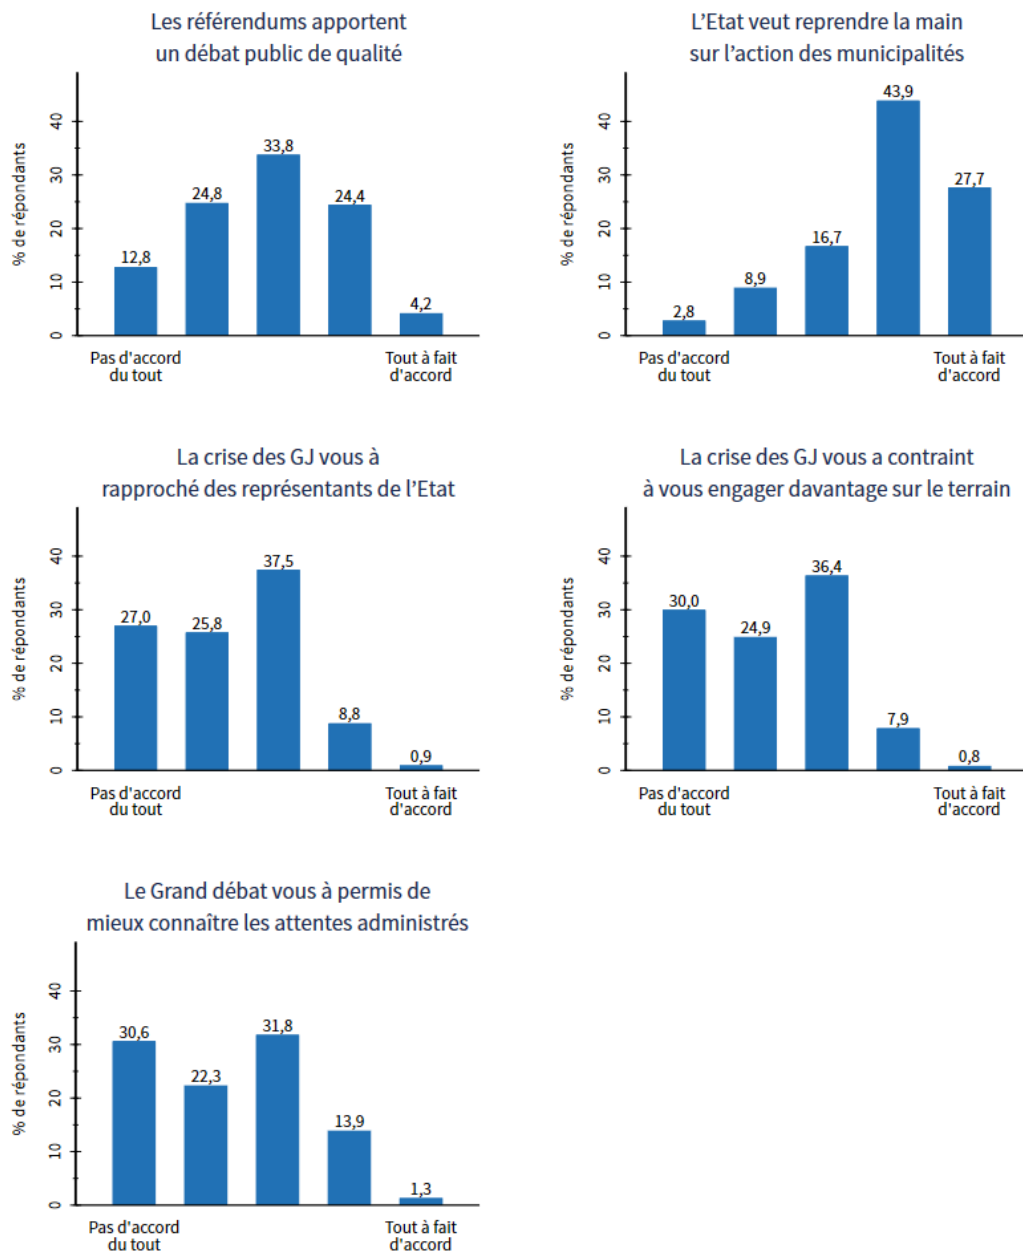 Les référendums apportent
un débat public de qualité
% de répondants
40
30
20
10
0
12,8
24,8
33,8
24,4
4,2
Pas d'accord
du tout
Tout à fait
d'accord
L'Etat veut reprendre la main
sur l'action des municipalités
% de répondants
40
30
20
10
0
2,8
8,9
16,7
43,9
27,7
Pas d'accord
du tout
Tout à fait
d'accord
La crise des GJ vous à
rapproché des représentants de l'Etat
% de répondants
40
30
20
10
0
27,0
25,8
37,5
8,8
0,9
Pas d'accord
du tout
Tout à fait
d'accord
La crise des GJ vous a contraint
à vous engager davantage sur le terrain
% de répondants
40
30
20
10
0
30,0
24,9
36,4
7,9
0,8
Pas d'accord
du tout
Tout à fait
d'accord
Le Grand débat vous à permis de
mieux connaître les attentes administrés
% de répondants
40
30
20
10
0
30,6
22,3
31,8
13,9
1,3
Pas d'accord
du tout
Tout à fait
d'accord